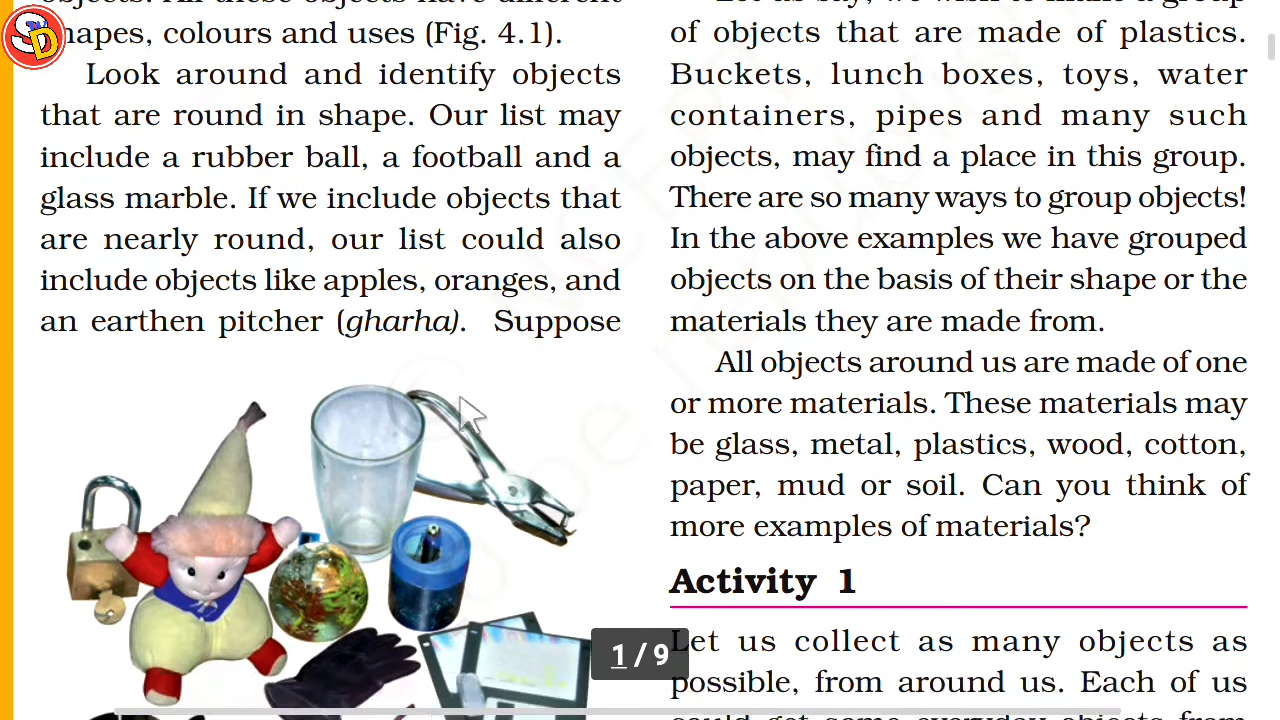 SD
shapes, colours and uses (Fig. 4.1).
Look around and identify objects
that are round in shape. Our list may
include a rubber ball, a football and a
glass marble. If we include objects that
are nearly round, our list could also
include objects like apples, oranges, and
an earthen pitcher (gharha). Suppose
of objects that are made of plastics.
Buckets, lunch boxes, toys, water
containers, pipes and many such
objects, may find a place in this group.
There are so many ways to group objects!
In the above examples we have grouped
objects on the basis of their shape or the
materials they are made from.
All objects around us are made of one
or more materials. These materials may
be glass, metal, plastics, wood, cotton,
paper, mud or soil. Can you think of
more examples of materials?
Activity 1
Let us collect as many objects as
possible, from around us. Each of us
1 / 9